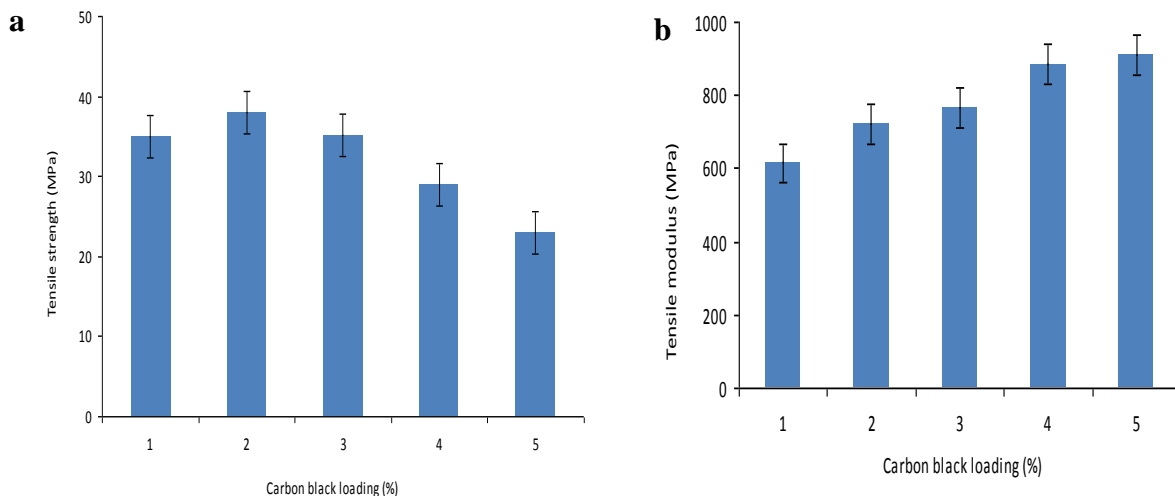 a
50
40
30
20
10
0
Tensile strength (MPa)
1 2 3 4 5
Carbon black loading (%)
b
1000
800
600
400
200
0
Tensile modulus (MPa)
1 2 3 4 5
Carbon black loading (%)